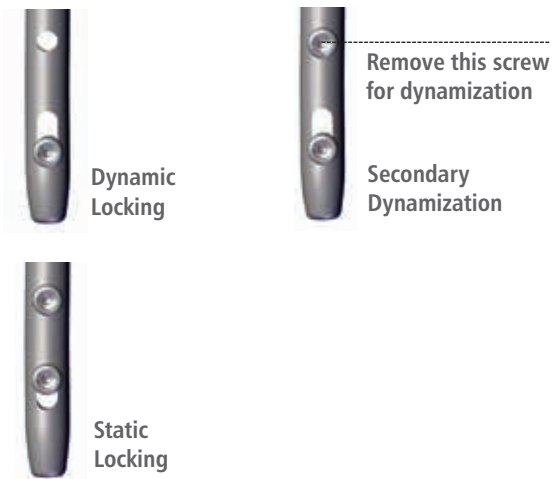 Remove this screw
for dynamization
Dynamic
Locking
Secondary
Dynamization
Static
Locking